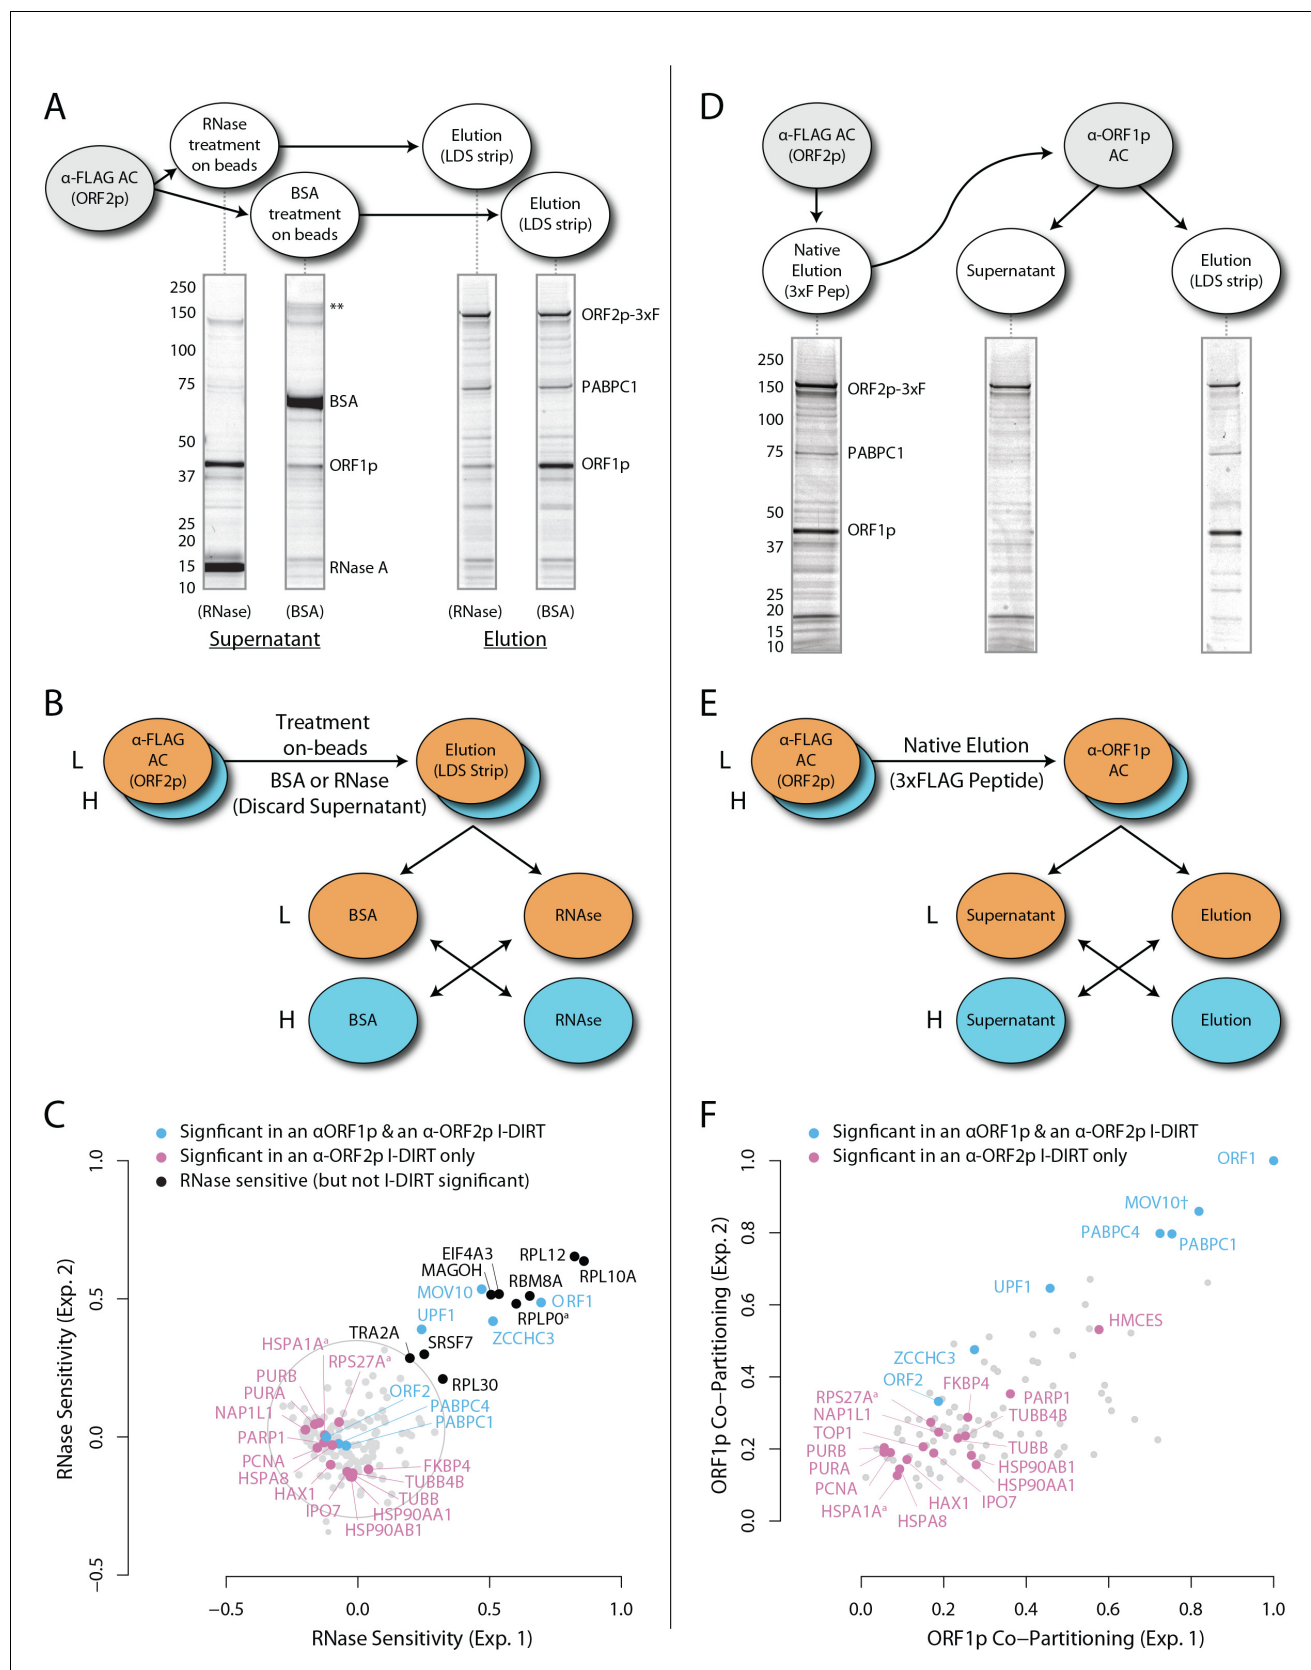 A
α-FLAG AC
(ORF2p)
RNase
treatment
on beads
BSA
treatment
on beads
Elution
(LDS strip)
Elution
(LDS strip)
250
150
100
75
50
37
25
20
15
10
**
BSA
ORF1p
RNase A
ORF2p-3xF
PABPC1
ORF1p
(RNase)
(BSA)
(RNase)
(BSA)
Supernatant
Elution
B
L
H
α-FLAG
AC
(ORF2p)
Treatment
on-beads
BSA or RNase
(Discard Supernatant)
Elution
(LDS Strip)
L
BSA
RNAse
H
BSA
RNAse
C
Signficant in an αORF1p & an α-ORF2p I-DIRT
Signficant in an α-ORF2p I-DIRT only
RNase sensitive (but not I-DIRT significant)
RNase Sensitivity (Exp. 2)
1.0
0.5
0.0
−0.5
EIF4A3
MAGOH
MOV10
UPF1
RPL12
RPL10A
RBM8A
ORF1
RPLP0ᵃ
ZCCHC3
TRA2A
SRSF7
RPL30
HSPA1Aᵃ
RPS27Aᵃ
PURB
PURA
NAP1L1
PARP1
PCNA
HSPA8
HAX1
IPO7
ORF2
PABPC4
PABPC1
FKBP4
TUBB4B
TUBB
HSP90AA1
HSP90AB1
−0.5
0.0
0.5
1.0
RNase Sensitivity (Exp. 1)
D
α-FLAG AC
(ORF2p)
α-ORF1p
AC
Native
Elution
(3xF Pep)
Supernatant
Elution
(LDS strip)
250
150
100
75
50
37
25
20
15
10
ORF2p-3xF
PABPC1
ORF1p
E
L
H
α-FLAG
AC
(ORF2p)
Native Elution
(3xFLAG Peptide)
α-ORF1p
AC
L
Supernatant
Elution
H
Supernatant
Elution
F
Signficant in an αORF1p & an α-ORF2p I-DIRT
Signficant in an α-ORF2p I-DIRT only
ORF1p Co−Partitioning (Exp. 2)
1.0
0.8
0.6
0.4
0.2
0.0
ORF1
MOV10†
PABPC4
PABPC1
UPF1
HMCES
ZCCHC3
ORF2
FKBP4
PARP1
RPS27Aᵃ
NAP1L1
TOP1
PURB
PURA
PCNA
HSPA1Aᵃ
HSPA8
HAX1
IPO7
TUBB4B
TUBB
HSP90AB1
HSP90AA1
0.0
0.2
0.4
0.6
0.8
1.0
ORF1p Co−Partitioning (Exp. 1)